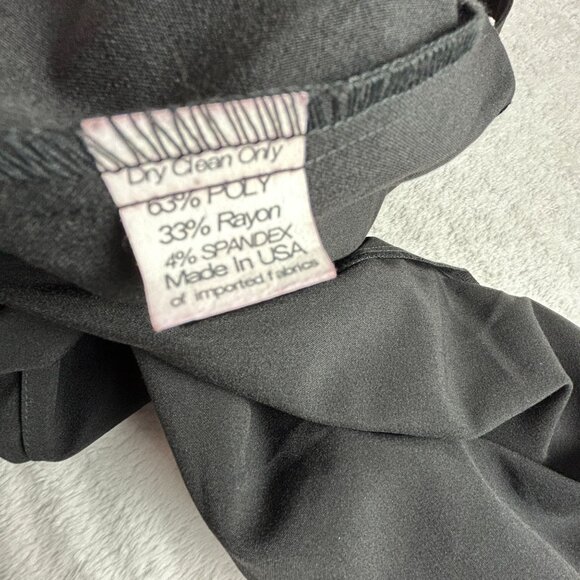 Dry Clean Only
63% POLY
33% Rayon
4% SPANDEX
Made In USA
of imported fabrics